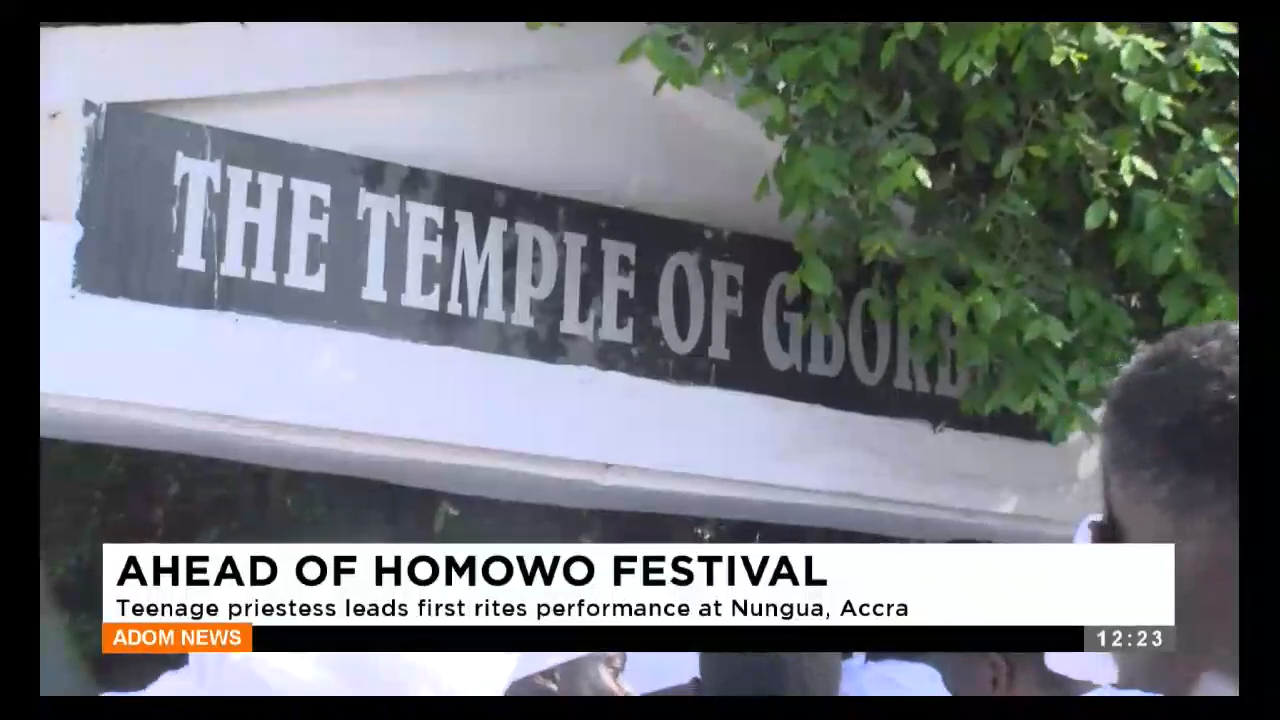 THE TEMPLE OF
AHEAD OF HOMOWO FESTIVAL
Teenage priestess leads first rites performance at Nungua, Accra
ADOM NEWS
12:23